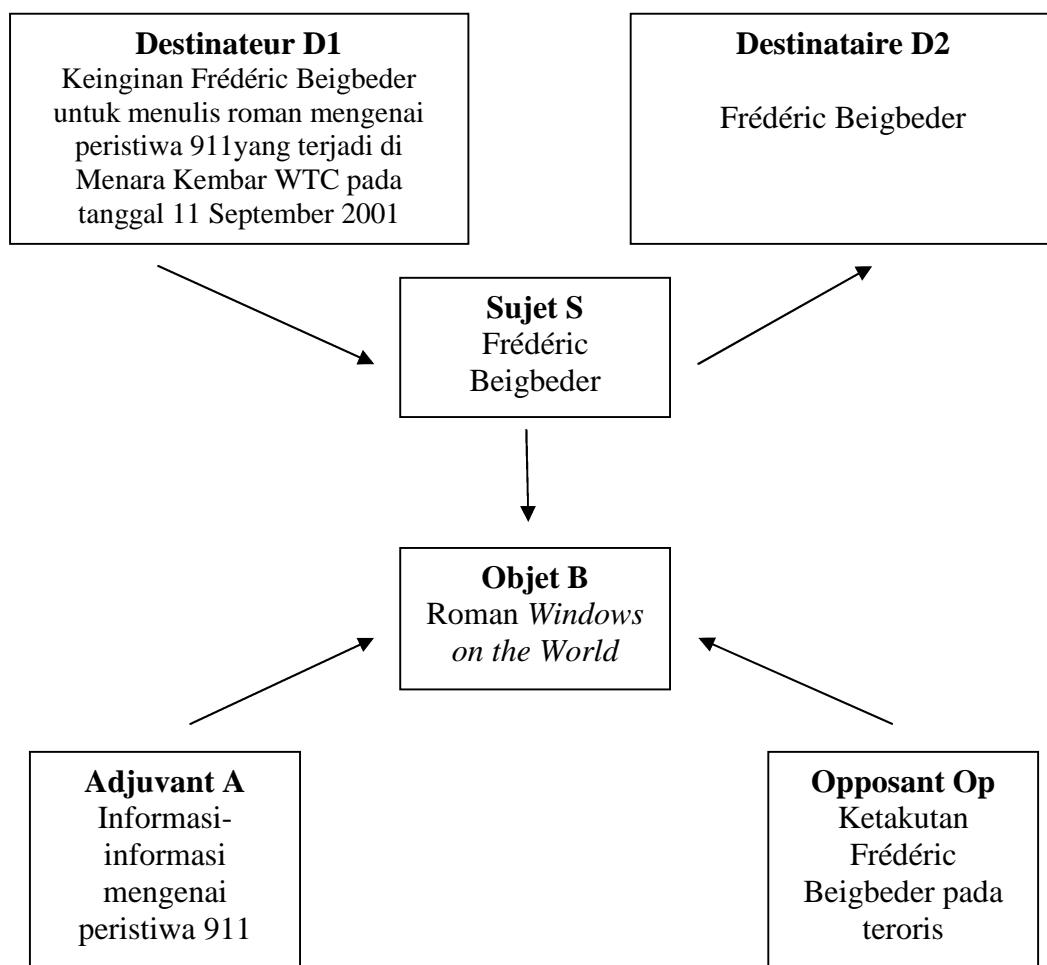 Destinateur D1
Keinginan Frédéric Beigbeder
untuk menulis roman mengenai
peristiwa 911yang terjadi di
Menara Kembar WTC pada
tanggal 11 September 2001
Destinataire D2
Frédéric Beigbeder
Sujet S
Frédéric
Beigbeder
Objet B
Roman Windows
on the World
Adjuvant A
Informasi-
informasi
mengenai
peristiwa 911
Opposant Op
Ketakutan
Frédéric
Beigbeder pada
teroris